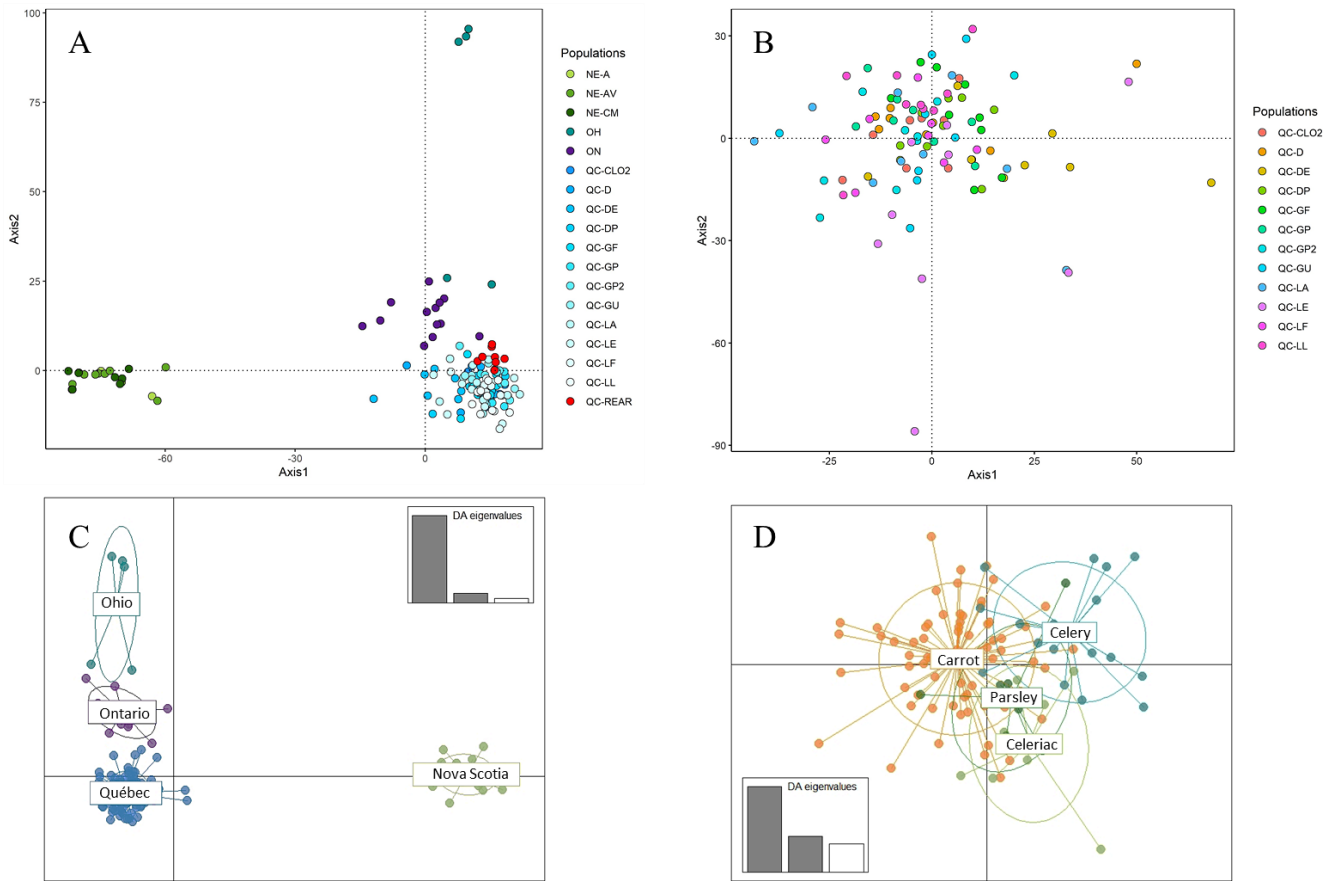 A
100
75
50
25
0
Axis2
-60
-30
0
Axis1
Populations
NE-A
NE-AV
NE-CM
OH
ON
QC-CLO2
QC-D
QC-DE
QC-DP
QC-GF
QC-GP
QC-GP2
QC-GU
QC-LA
QC-LE
QC-LF
QC-LL
QC-REAR
B
30
0
-30
-60
-90
Axis2
-25
0
25
50
Axis1
Populations
QC-CLO2
QC-D
QC-DE
QC-DP
QC-GF
QC-GP
QC-GP2
QC-GU
QC-LA
QC-LE
QC-LF
QC-LL
C
DA eigenvalues
Ohio
Ontario
Québec
Nova Scotia
D
Celery
Carrot
Parsley
Celeriac
DA eigenvalues